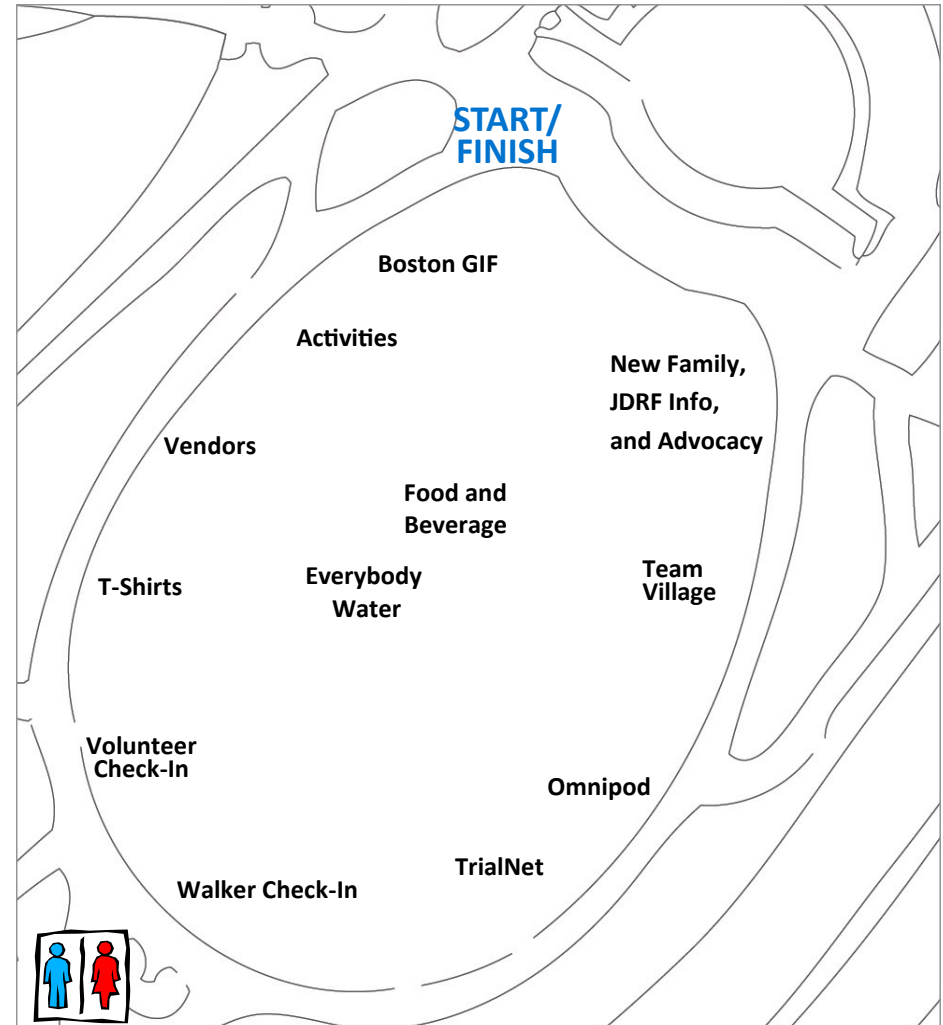 START/
FINISH
Boston GIF
Activities
New Family,
JDRF Info,
and Advocacy
Vendors
Food and
Beverage
Everybody
Water
T-Shirts
Team
Village
Volunteer
Check-In
Omnipod
TrialNet
Walker Check-In